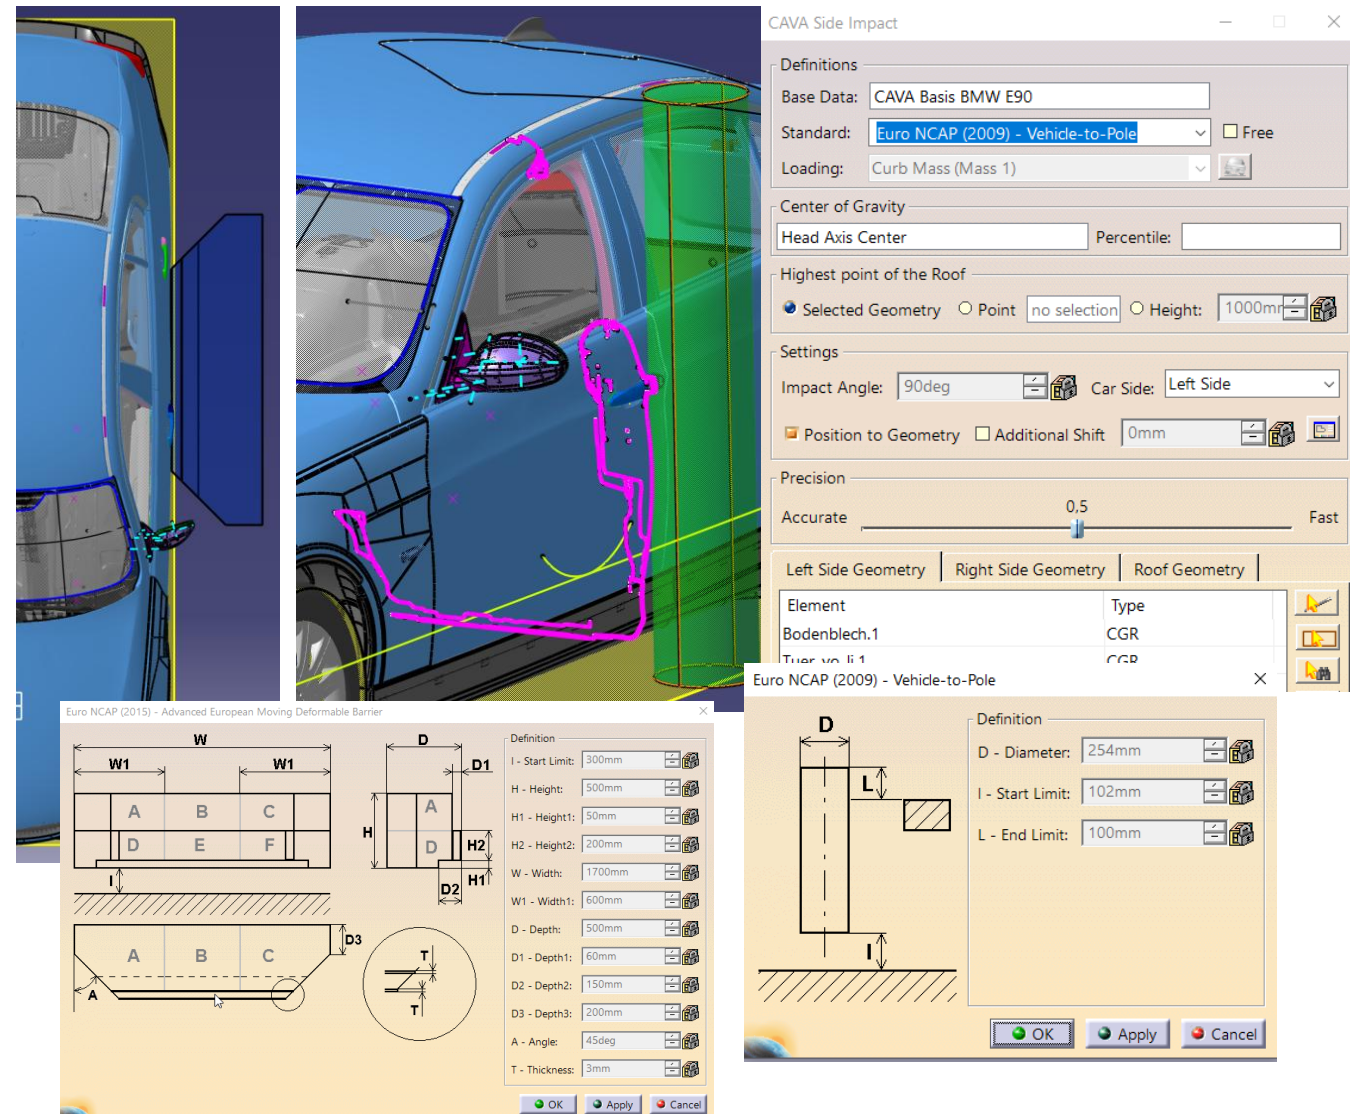 CAVA Side Impact
Definitions
Base Data: CAVA Basis BMW E90
Standard: Euro NCAP (2009) - Vehicle-to-Pole Free
Loading: Curb Mass (Mass 1)
Center of Gravity
Head Axis Center Percentile:
Highest point of the Roof
Selected Geometry Point no selection Height: 1000mr
Settings
Impact Angle: 90deg Car Side: Left Side
Position to Geometry Additional Shift 0mm
Precision
0,5
Accurate Fast
Left Side Geometry Right Side Geometry Roof Geometry
Element Type
Bodenblech.1 CGR
Tuer_vo_li.1 CGR
Euro NCAP (2009) - Vehicle-to-Pole
D
L
I
Definition
D - Diameter: 254mm
I - Start Limit: 102mm
L - End Limit: 100mm
OK Apply Cancel
Euro NCAP (2015) - Advanced European Moving Deformable Barrier
W D
W1 W1 D1
A B C A
H
D E F D H2
I D2 H1
D3
A B C
A
T
T
Definition
I - Start Limit: 300mm
H - Height: 500mm
H1 - Height1: 50mm
H2 - Height2: 200mm
W - Width: 1700mm
W1 - Width1: 600mm
D - Depth: 500mm
D1 - Depth1: 60mm
D2 - Depth2: 150mm
D3 - Depth3: 200mm
A - Angle: 45deg
T - Thickness: 3mm
OK Apply Cancel